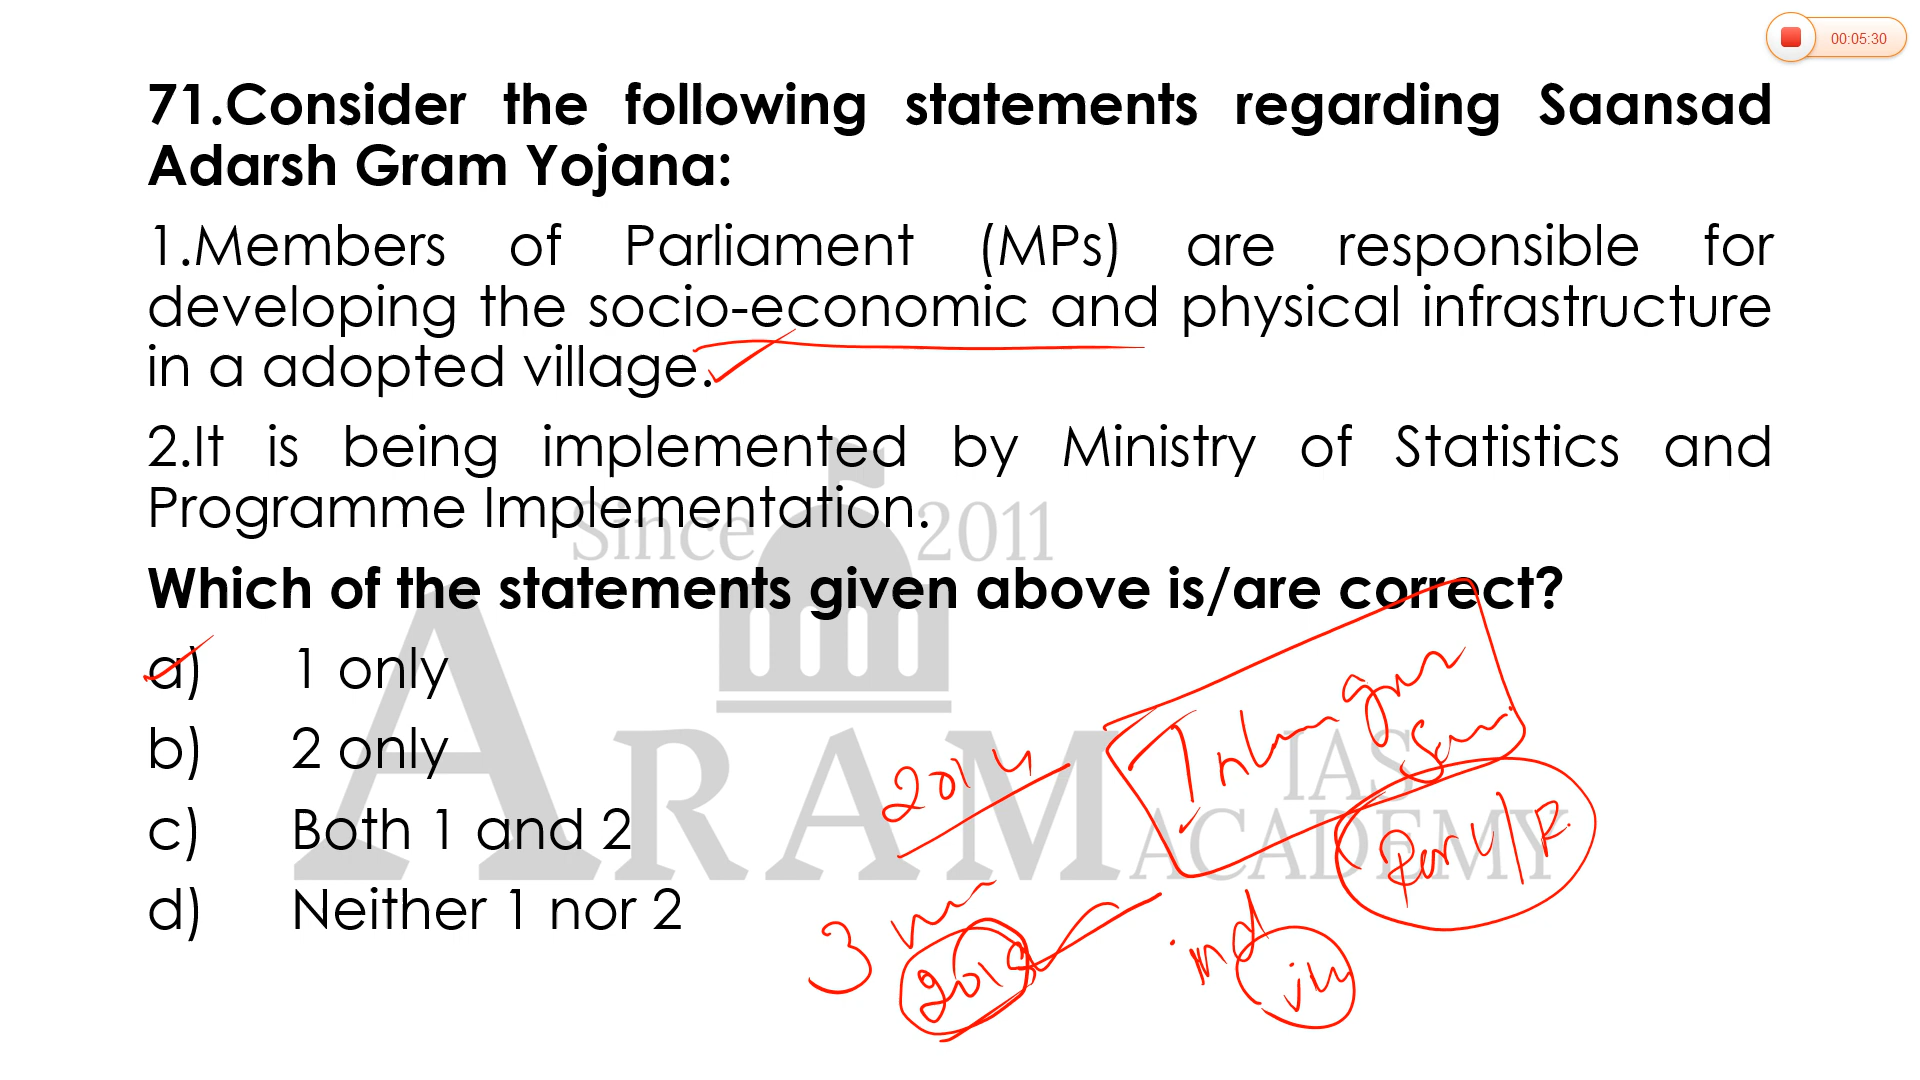 00:05:30
71.Consider the following statements regarding Saansad
Adarsh Gram Yojana:
1.Members of Parliament (MPs) are responsible for
developing the socio-economic and physical infrastructure
in a adopted village.
2.It is being implemented by Ministry of Statistics and
Programme Implementation.
Since 2011
Which of the statements given above is/are correct?
a) 1 only
b) 2 only
c) Both 1 and 2
d) Neither 1 nor 2
ARAM IAS
ACADEMY
2014
3
2019
ind